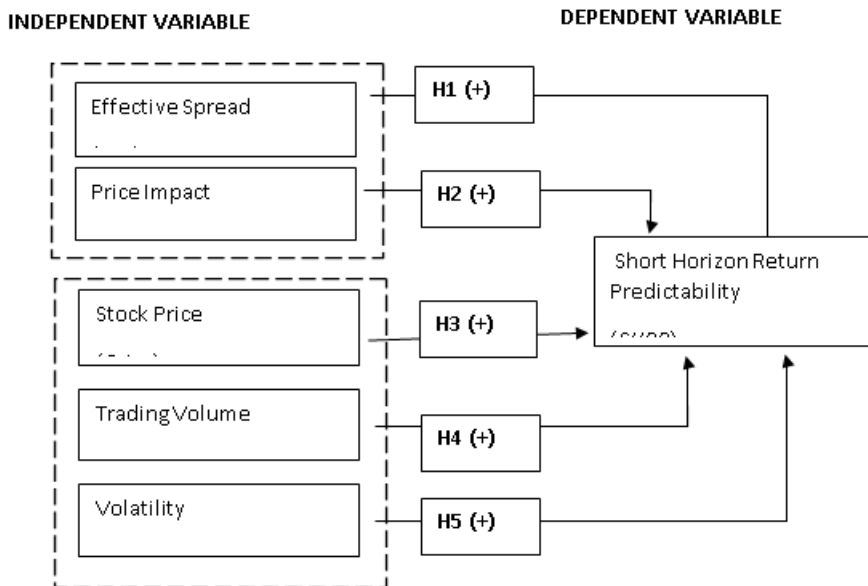 INDEPENDENT VARIABLE
DEPENDENT VARIABLE
Effective Spread
H1 (+)
Price Impact
H2 (+)
Short Horizon Return
Predictability
Stock Price
H3 (+)
Trading Volume
H4 (+)
Volatility
H5 (+)